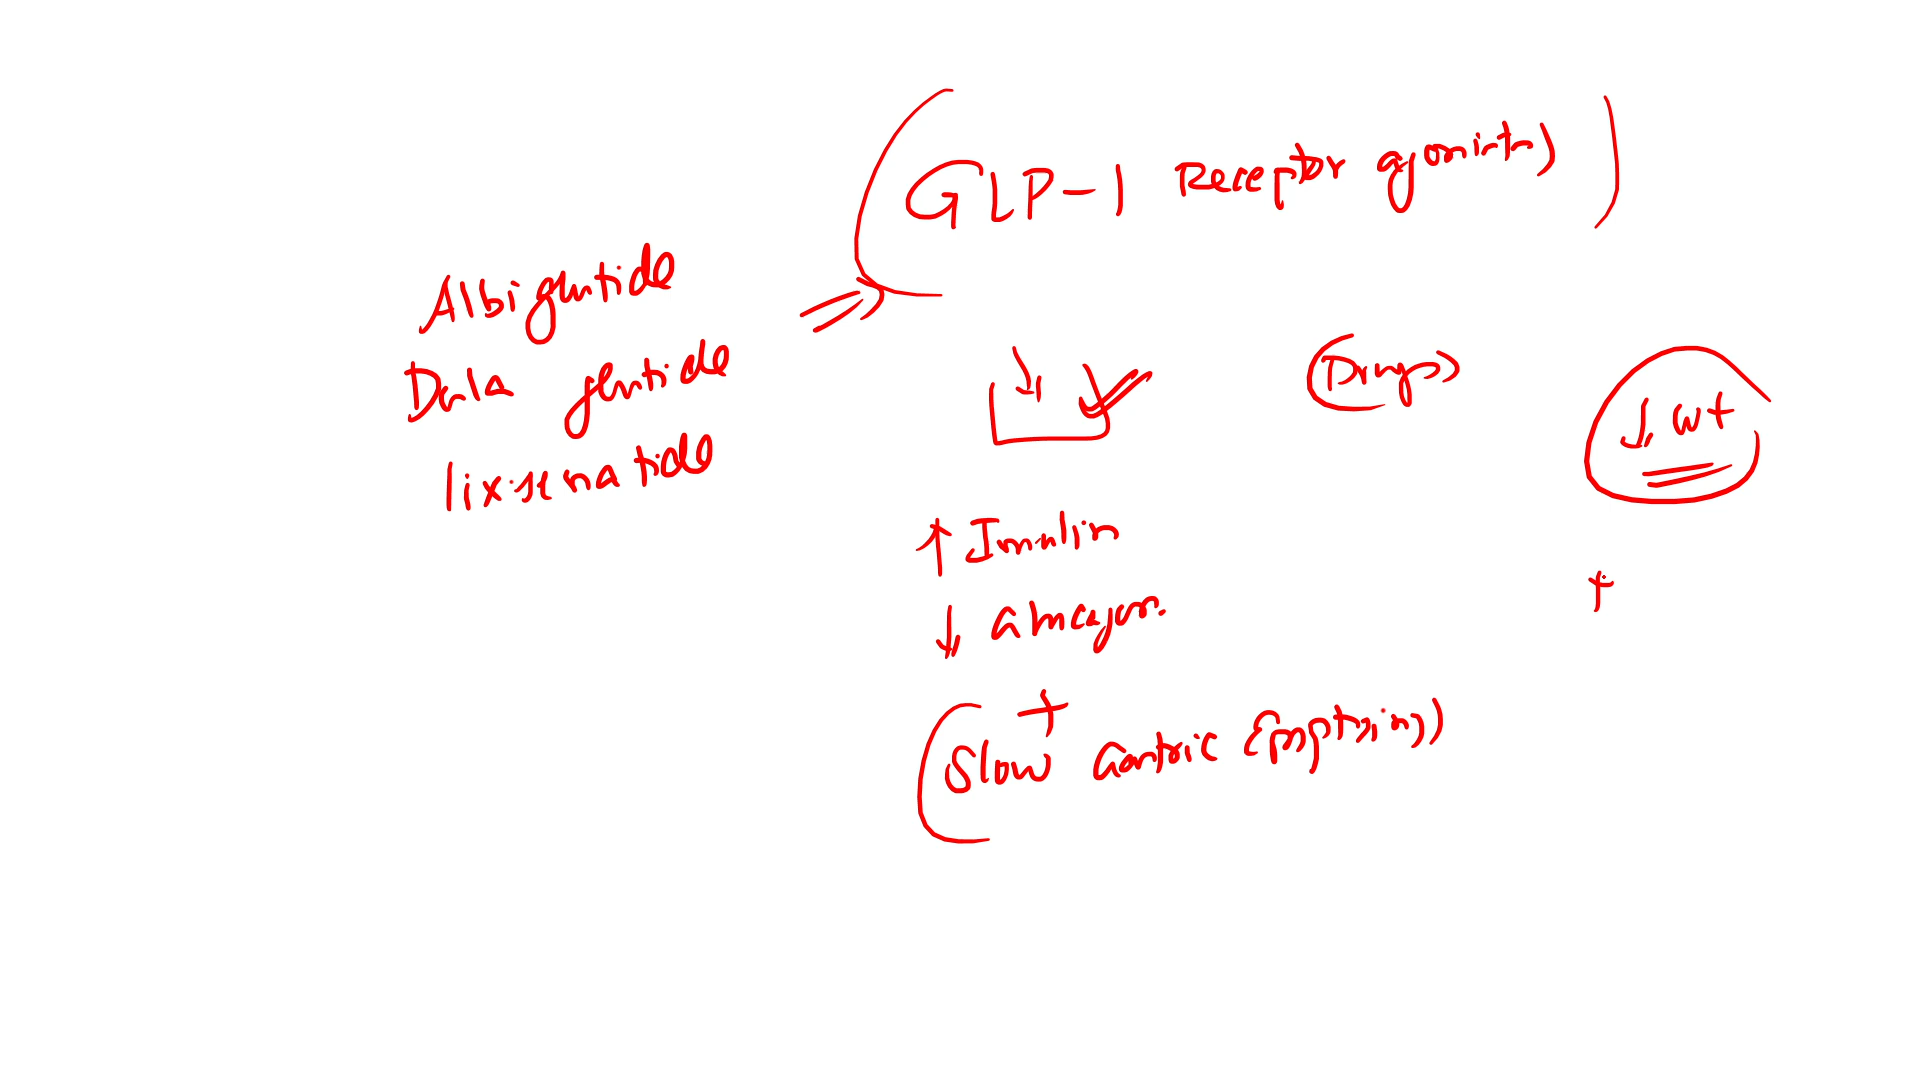 GLP-1 Receptor agonists
Albiglutide
Dula glutide
lixisenatide
Drugs
↓ wt
↑ Insulin
↓ Glucagon.
+
Slow Gastric Emptying